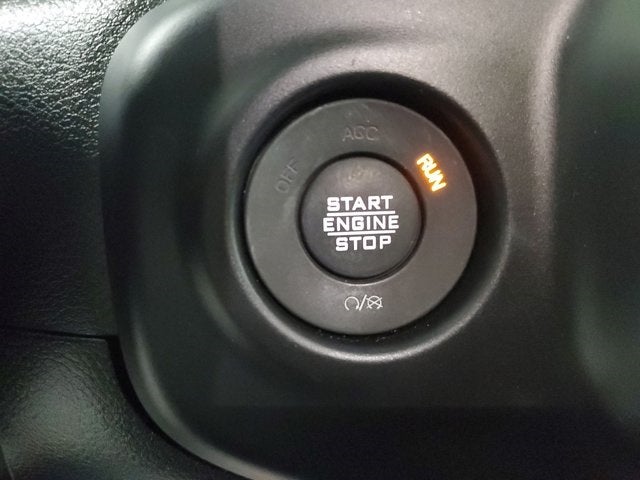 ACC
OFF
RUN
START
ENGINE
STOP